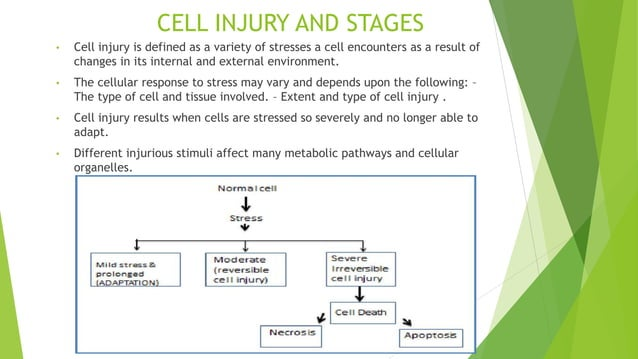 CELL INJURY AND STAGES
• Cell injury is defined as a variety of stresses a cell encounters as a result of
changes in its internal and external environment.
• The cellular response to stress may vary and depends upon the following: –
The type of cell and tissue involved. – Extent and type of cell injury .
• Cell injury results when cells are stressed so severely and no longer able to
adapt.
• Different injurious stimuli affect many metabolic pathways and cellular
organelles.
Normal cell
Stress
Mild stress &
prolonged
(ADAPTATION)
Moderate
(reversible
cell injury)
Severe
Irreversible
cell injury
Cell Death
Necrosis
Apoptosis